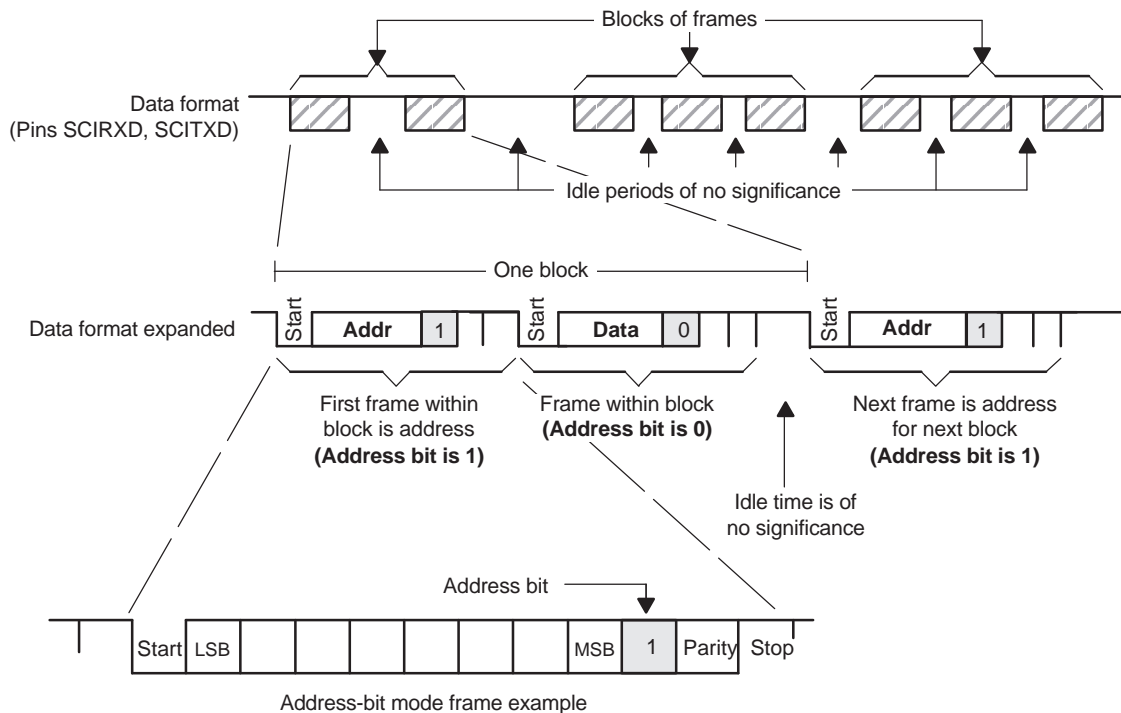 Blocks of frames
Data format
(Pins SCIRXD, SCITXD)
Idle periods of no significance
One block
Data format expanded
Start
Addr
1
Start
Data
0
Start
Addr
1
First frame within
block is address
(Address bit is 1)
Frame within block
(Address bit is 0)
Next frame is address
for next block
(Address bit is 1)
Idle time is of
no significance
Address bit
Start
LSB
MSB
1
Parity
Stop
Address-bit mode frame example